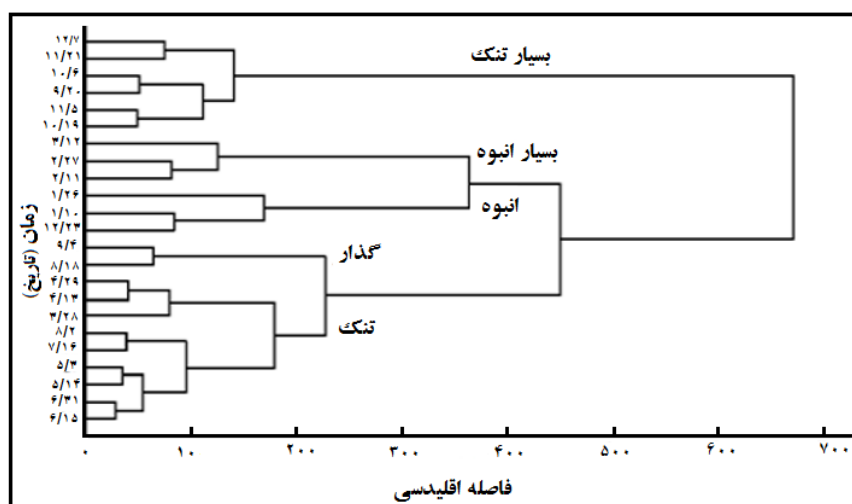 ۱۲/۷
۱۱/۲۱
۱۰/۶
۹/۲۰
۱۱/۵
۱۰/۱۹
۳/۱۲
۲/۲۷
۲/۱۱
۱/۲۶
۱/۱۰
۱۲/۲۳
۹/۴
۸/۱۸
۴/۲۹
۴/۱۳
۳/۲۸
۸/۲
۷/۱۶
۵/۳
۵/۱۴
۶/۳۱
۶/۱۵
زمان (تاریخ)
بسیار تنک
بسیار انبوه
انبوه
گذار
تنک
۰ ۱۰۰ ۲۰۰ ۳۰۰ ۴۰۰ ۵۰۰ ۶۰۰ ۷۰۰
فاصله اقلیدسی